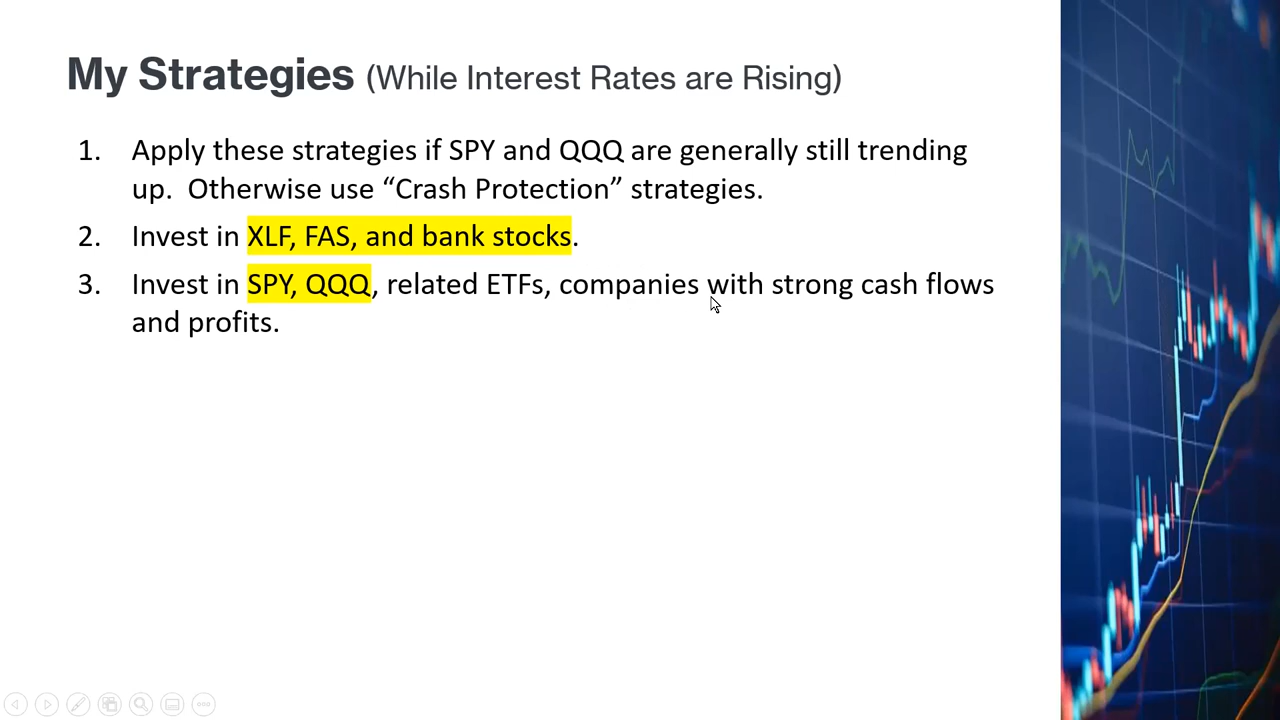 My Strategies (While Interest Rates are Rising)
1. Apply these strategies if SPY and QQQ are generally still trending
up.  Otherwise use “Crash Protection” strategies.
2. Invest in XLF, FAS, and bank stocks.
3. Invest in SPY, QQQ, related ETFs, companies with strong cash flows
and profits.